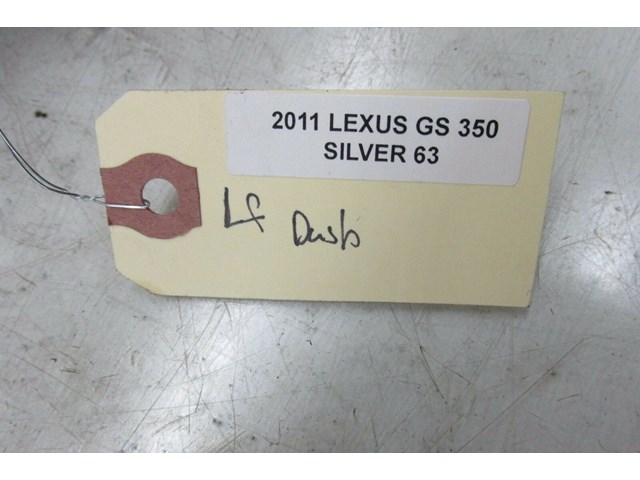 2011 LEXUS GS 350
SILVER 63
Lf Dash